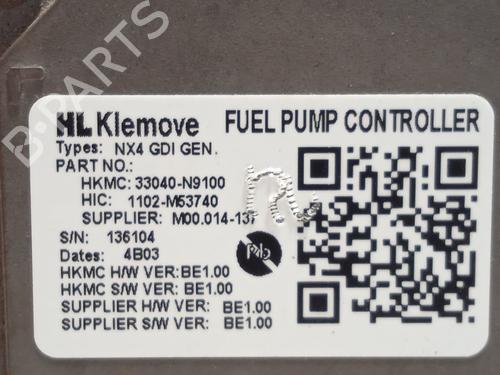 HL Klemove FUEL PUMP CONTROLLER
Types: NX4 GDI GEN.
PART NO.:
HKMC: 33040-N9100
HIC: 1102-M53740
SUPPLIER: M00.014-137
S/N: 136104
Dates: 4B03
Pb
HKMC H/W VER:BE1.00
HKMC S/W VER:BE1.00
SUPPLIER H/W VER: BE1.00
SUPPLIER S/W VER: BE1.00
B-PARTS